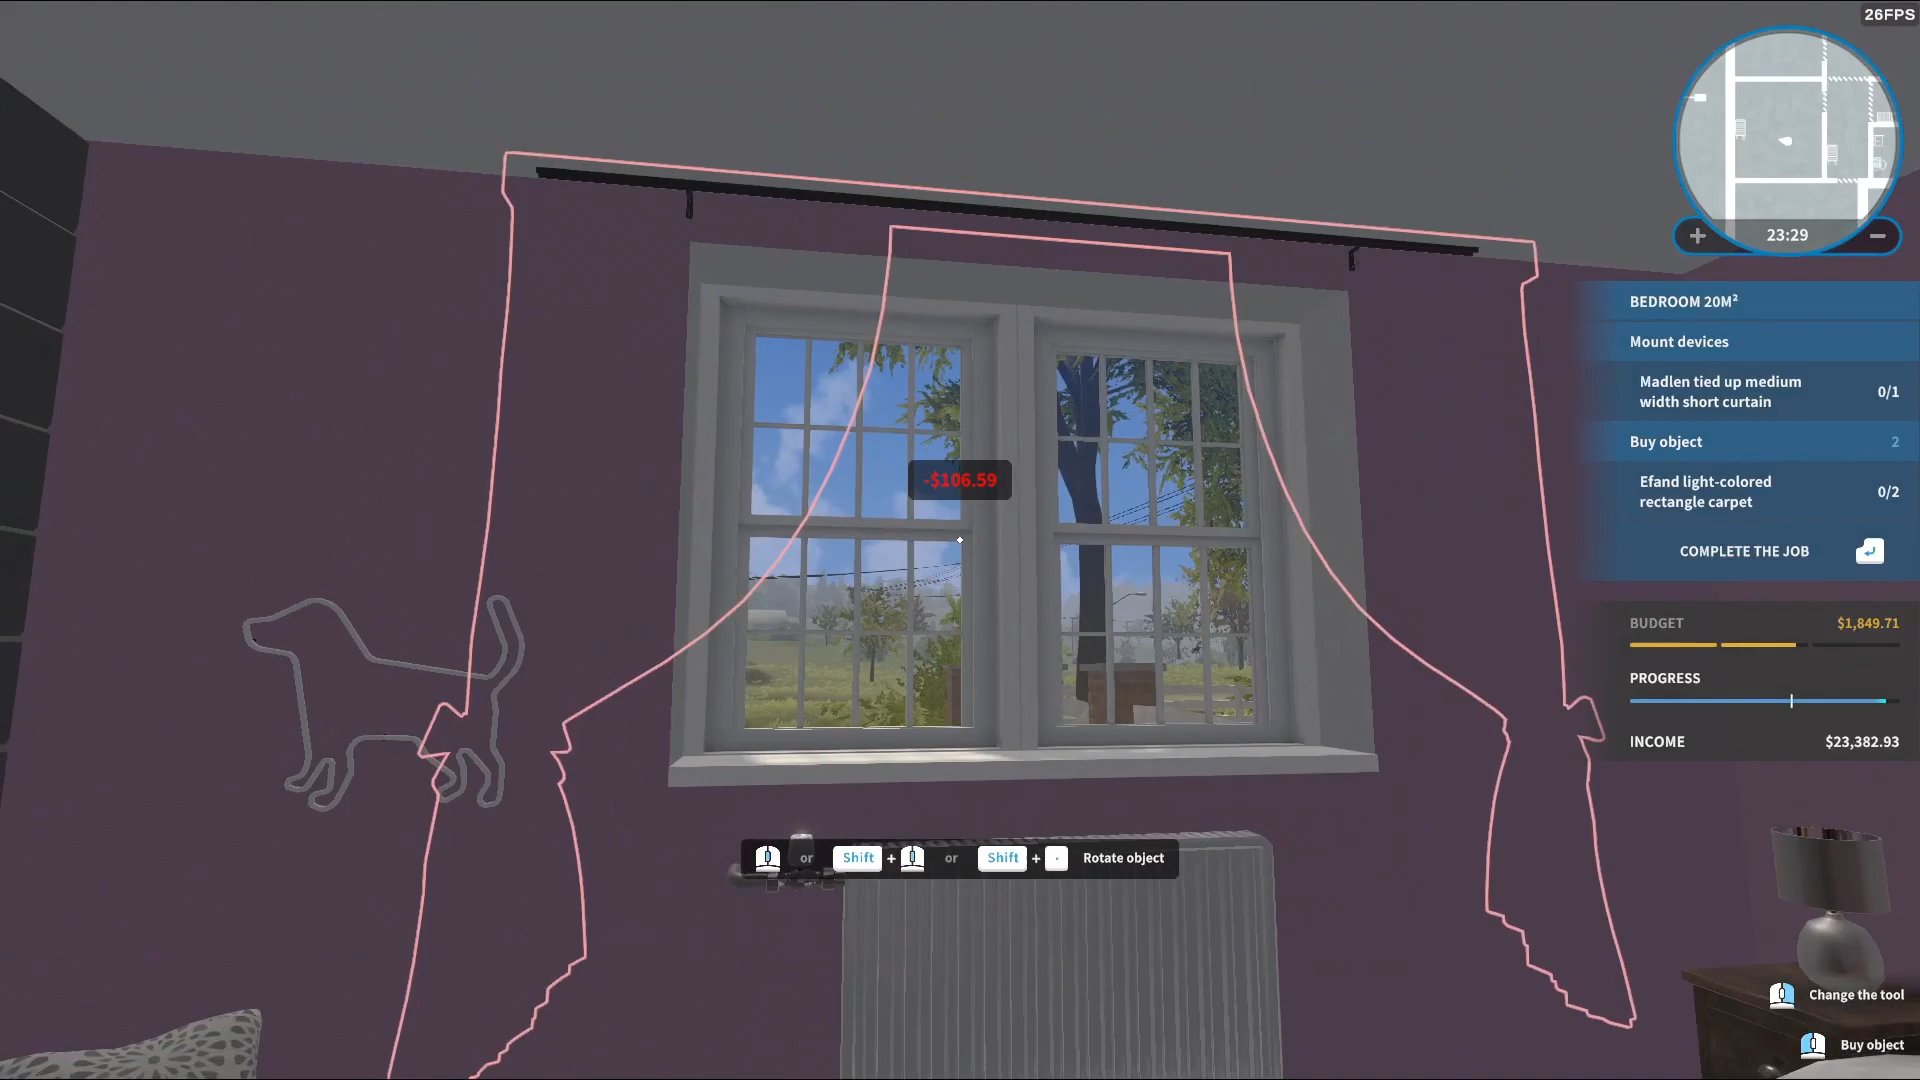 26FPS
23:29
BEDROOM 20M²
Mount devices
Madlen tied up medium
width short curtain
0/1
Buy object
2
Efand light-colored
rectangle carpet
0/2
COMPLETE THE JOB
BUDGET
$1,849.71
PROGRESS
INCOME
$23,382.93
-$106.59
or Shift + or Shift + · Rotate object
Change the tool
Buy object